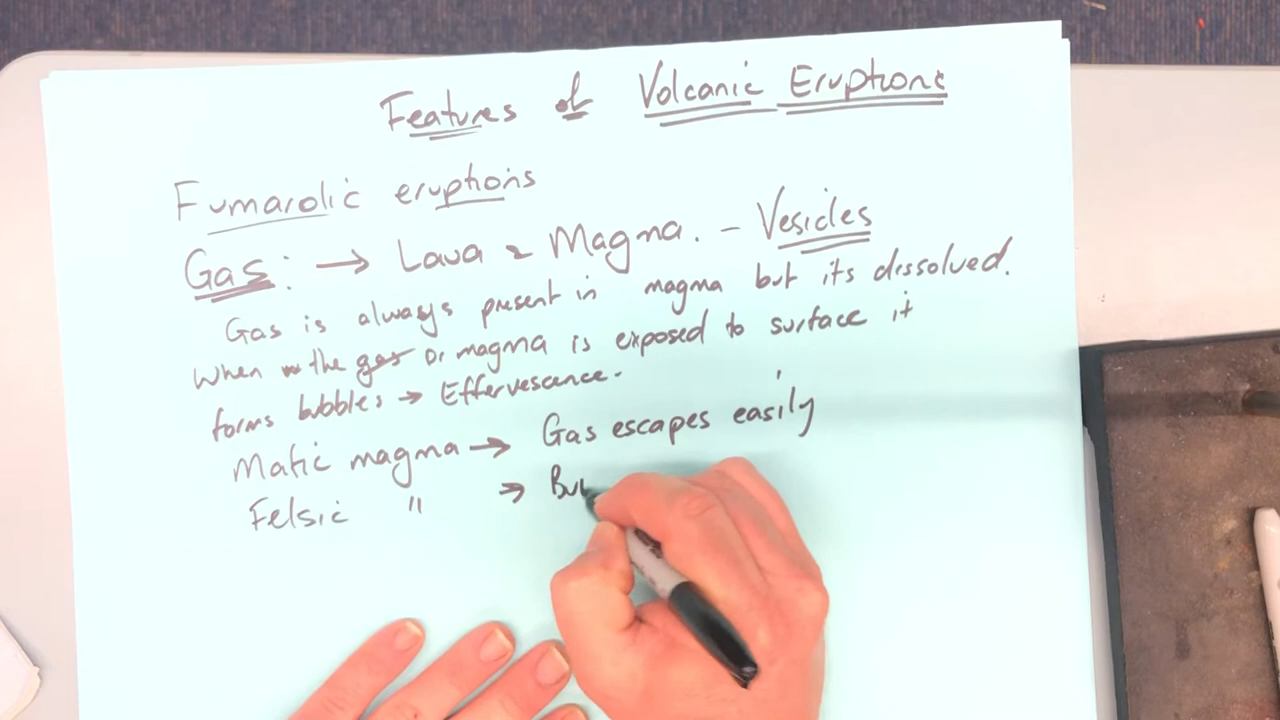 Features of Volcanic Eruptions
Fumarolic eruptions
Gas: → Lava & Magma. - Vesicles
Gas is always present in magma but its dissolved.
When the gas or magma is exposed to surface it
forms bubbles → Effervescence.
Mafic magma → Gas escapes easily
Felsic " → Bu